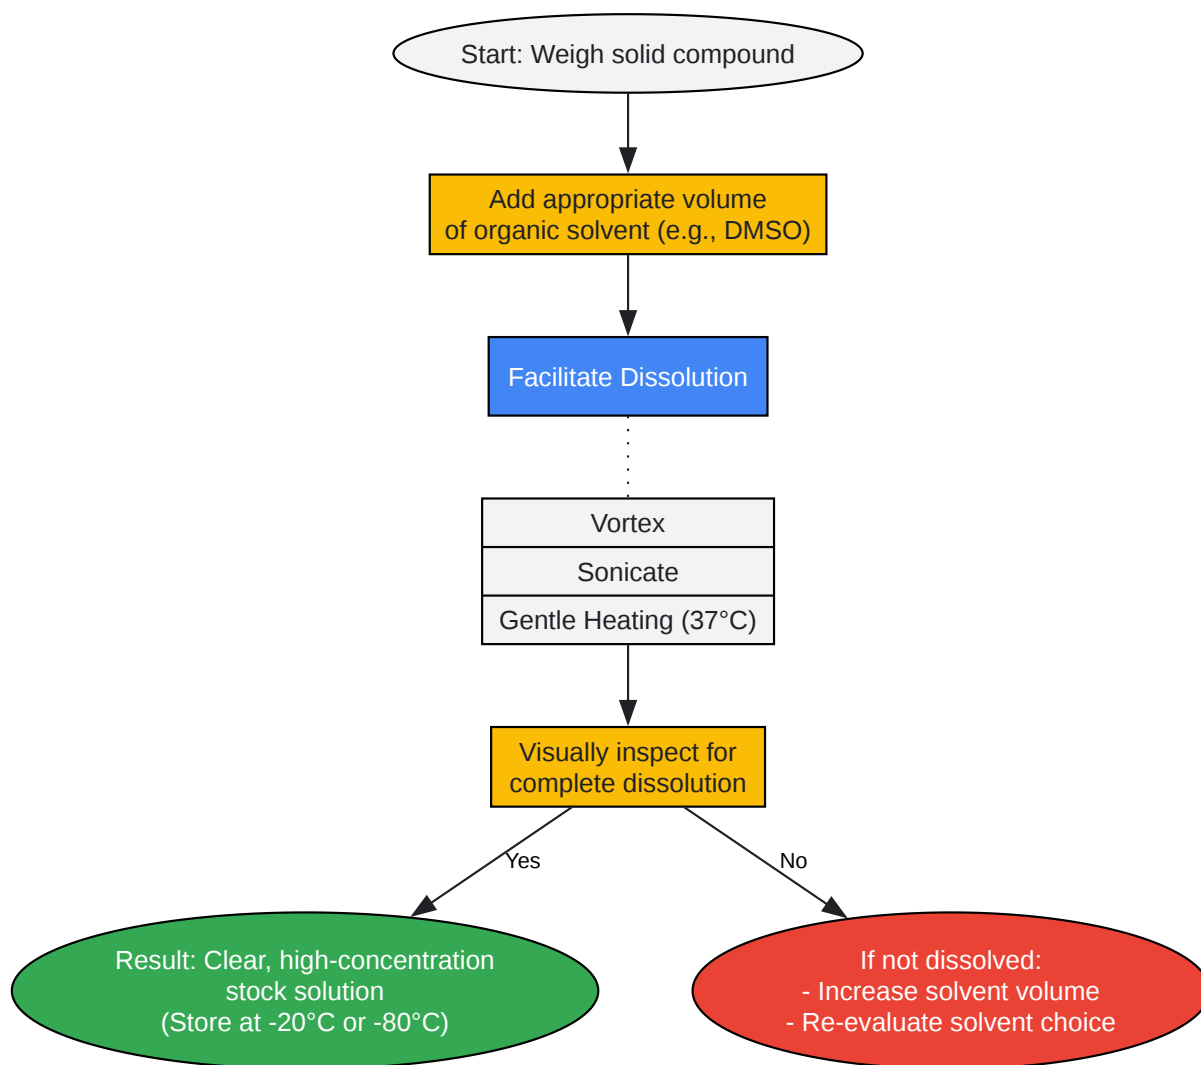 Start: Weigh solid compound
Add appropriate volume
of organic solvent (e.g., DMSO)
Facilitate Dissolution
Vortex
Sonicate
Gentle Heating (37°C)
Visually inspect for
complete dissolution
Yes
No
Result: Clear, high-concentration
stock solution
(Store at -20°C or -80°C)
If not dissolved:
- Increase solvent volume
- Re-evaluate solvent choice